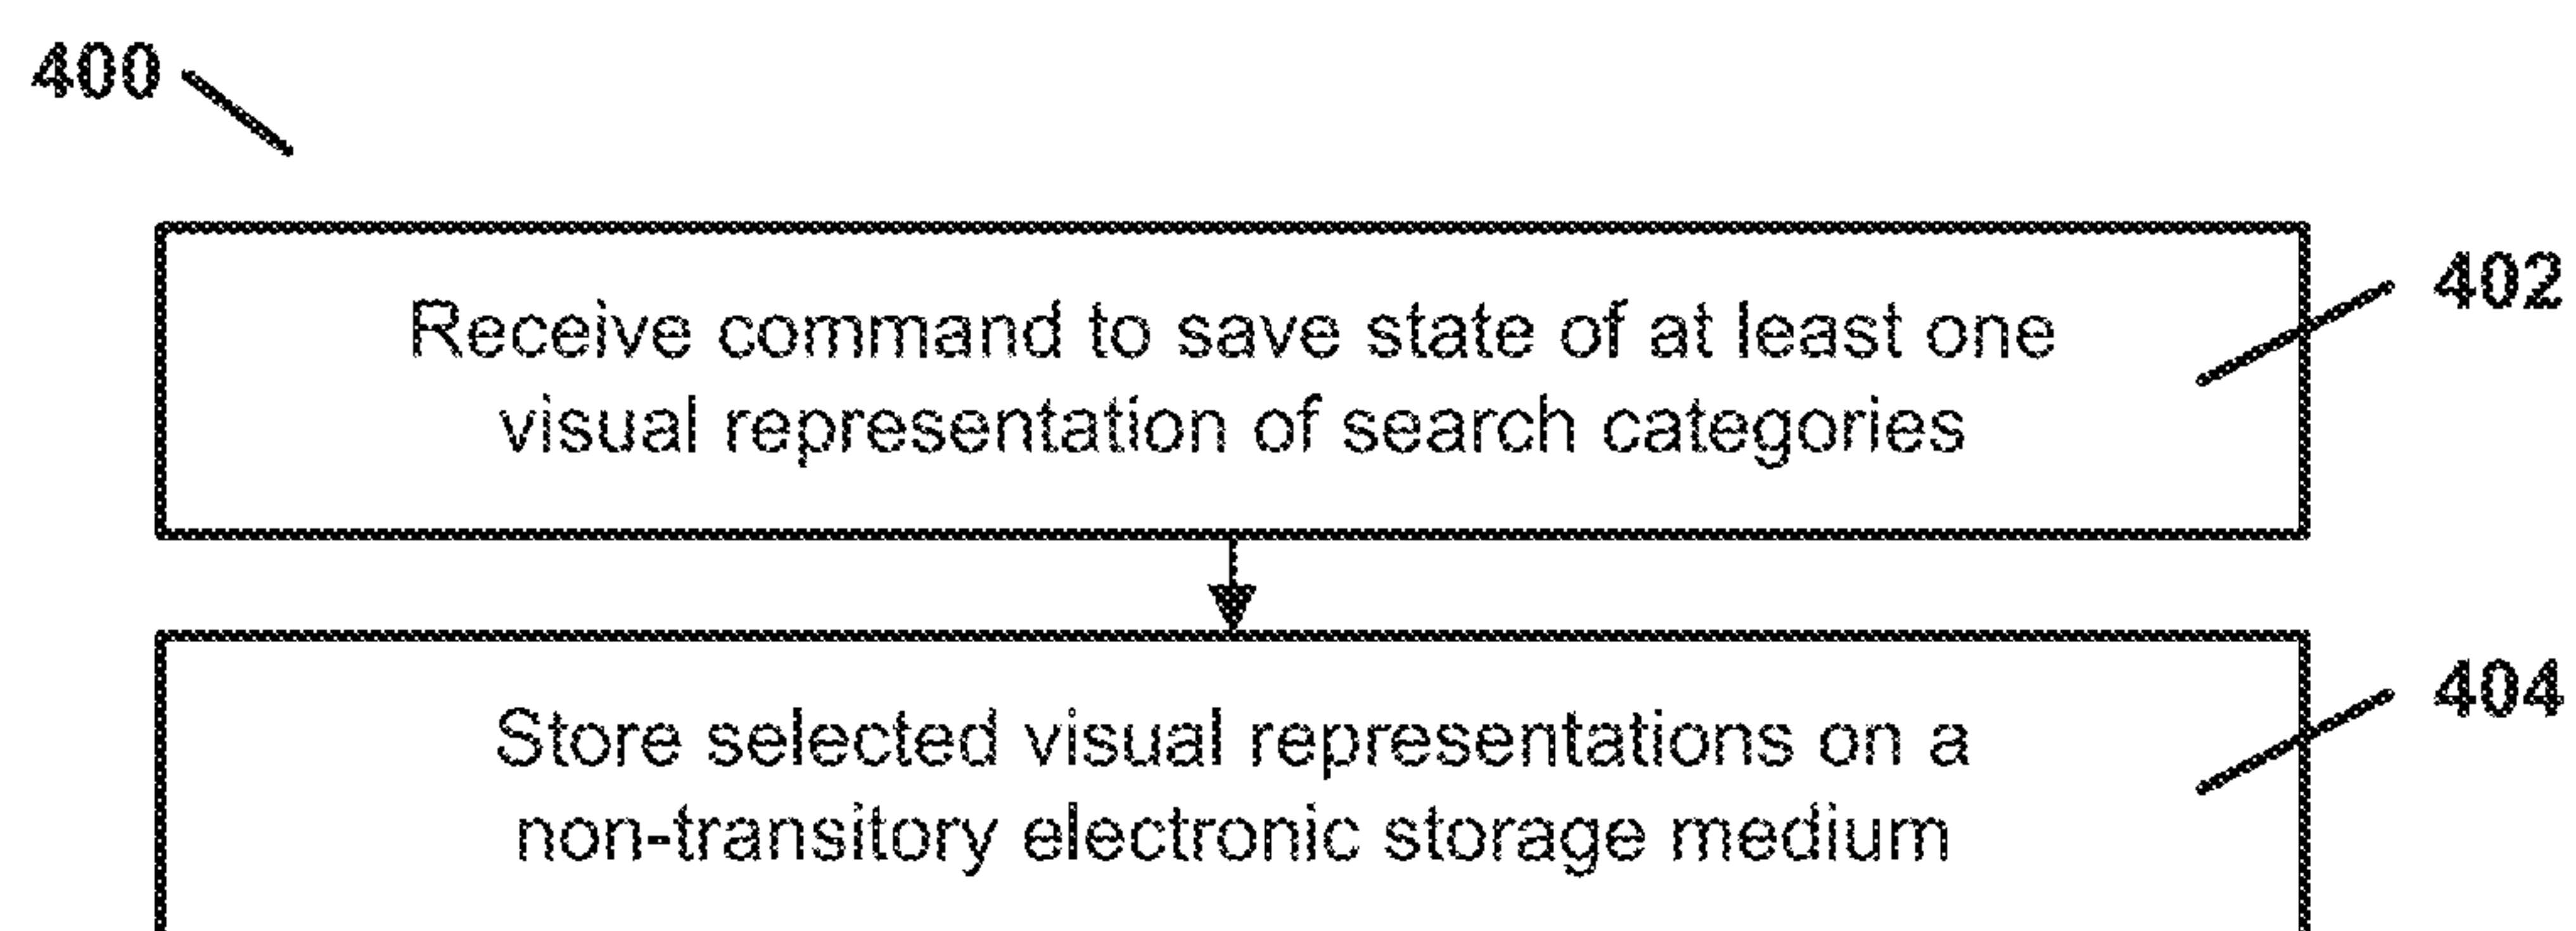 400
402
Receive command to save state of at least one
visual representation of search categories
404
Store selected visual representations on a
non-transitory electronic storage medium